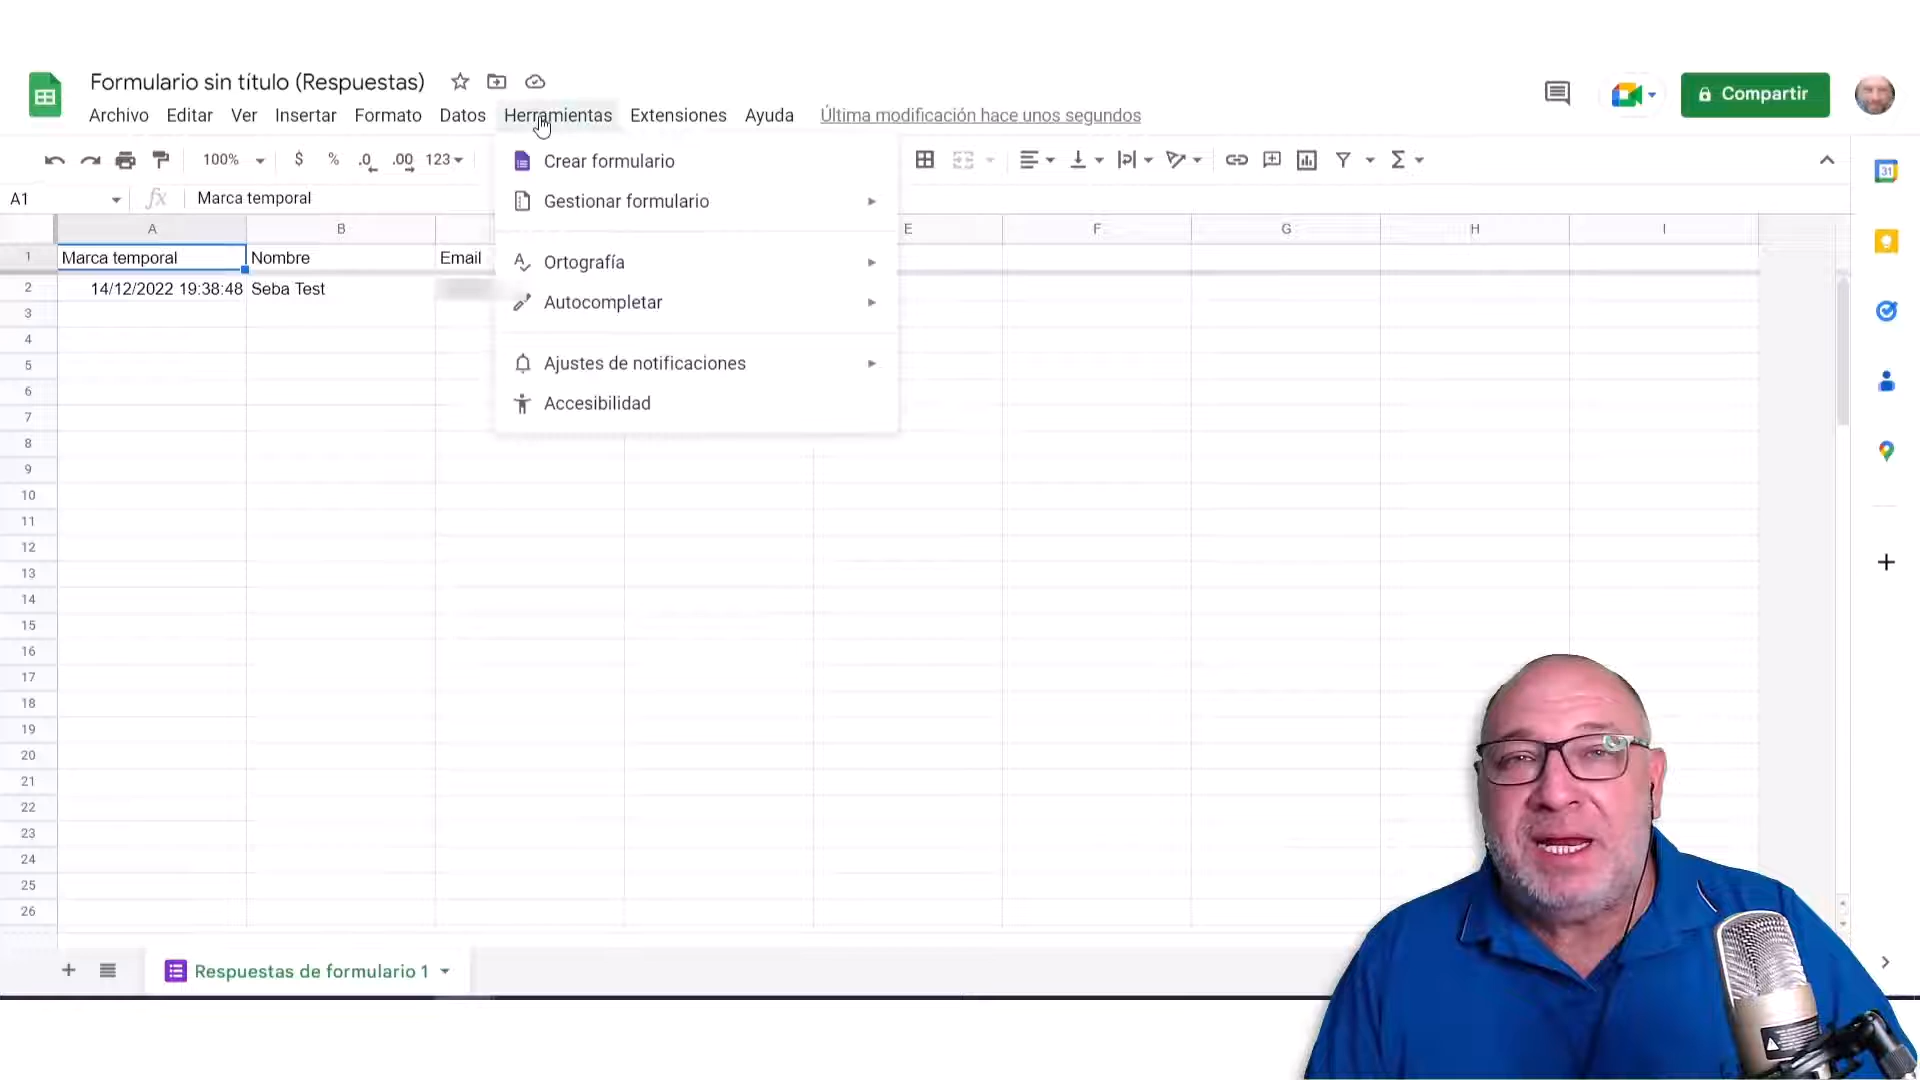 Formulario sin título (Respuestas)
Archivo Editar Ver Insertar Formato Datos Herramientas Extensiones Ayuda Última modificación hace unos segundos
Compartir
100% $ % .0 .00 123 Σ
31
A1 fx Marca temporal
A B E F G H I
1 Marca temporal Nombre Email
2 14/12/2022 19:38:48 Seba Test
Crear formulario
Gestionar formulario
Ortografía
Autocompletar
Ajustes de notificaciones
Accesibilidad
3
4
5
6
7
8
9
10
11
12
13
14
15
16
17
18
19
20
21
22
23
24
25
26
Respuestas de formulario 1